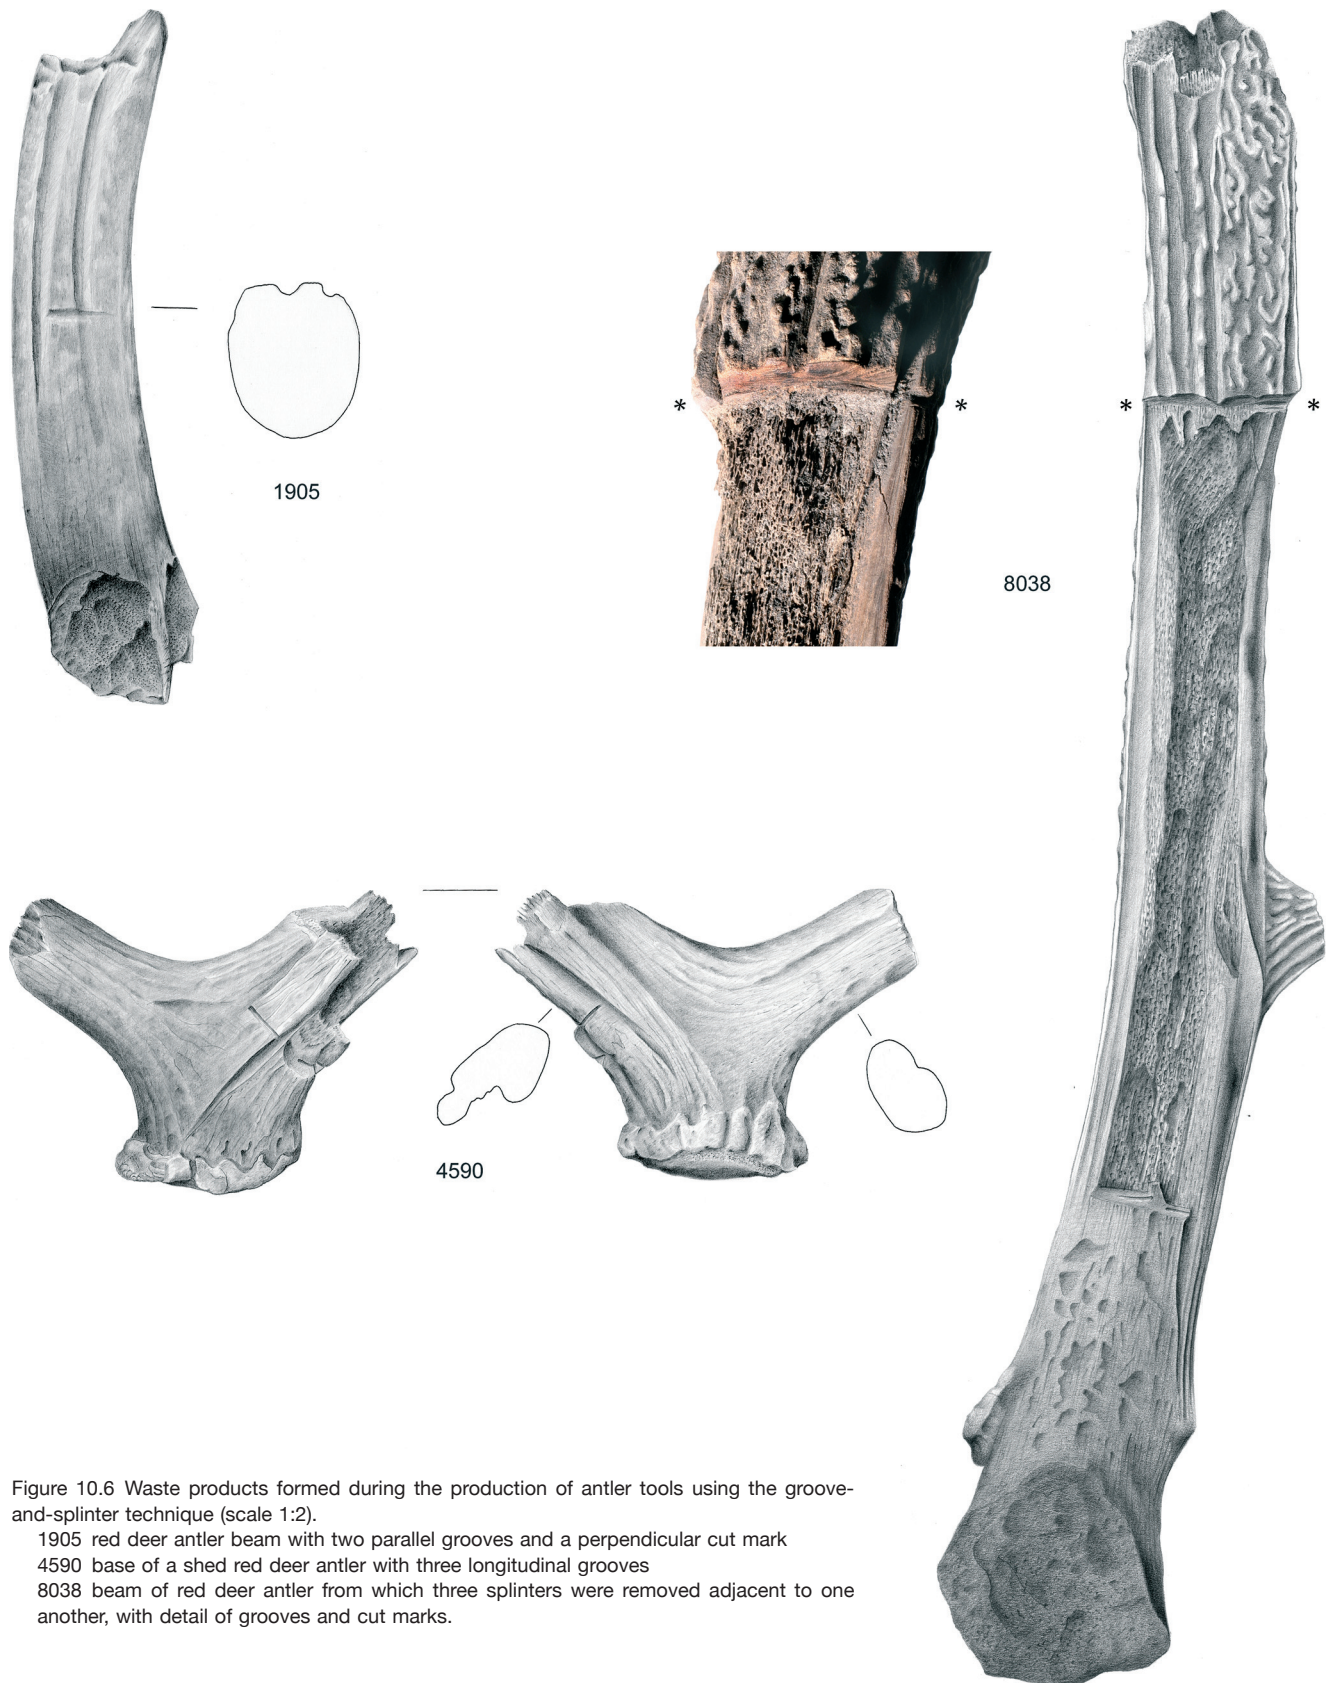 1905
* * * *
8038
4590
Figure 10.6 Waste products formed during the production of antler tools using the groove-
and-splinter technique (scale 1:2).
1905 red deer antler beam with two parallel grooves and a perpendicular cut mark
4590 base of a shed red deer antler with three longitudinal grooves
8038 beam of red deer antler from which three splinters were removed adjacent to one
another, with detail of grooves and cut marks.